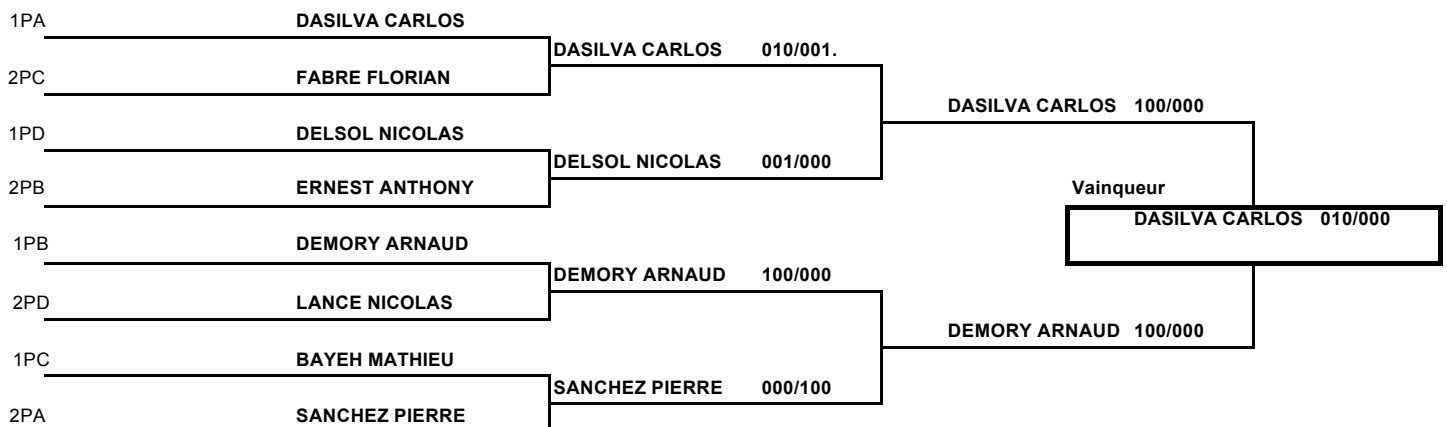 1PA DASILVA CARLOS
DASILVA CARLOS 010/001.
2PC FABRE FLORIAN
DASILVA CARLOS 100/000
1PD DELSOL NICOLAS
DELSOL NICOLAS 001/000
2PB ERNEST ANTHONY
Vainqueur
DASILVA CARLOS 010/000
1PB DEMORY ARNAUD
DEMORY ARNAUD 100/000
2PD LANCE NICOLAS
DEMORY ARNAUD 100/000
1PC BAYEH MATHIEU
SANCHEZ PIERRE 000/100
2PA SANCHEZ PIERRE